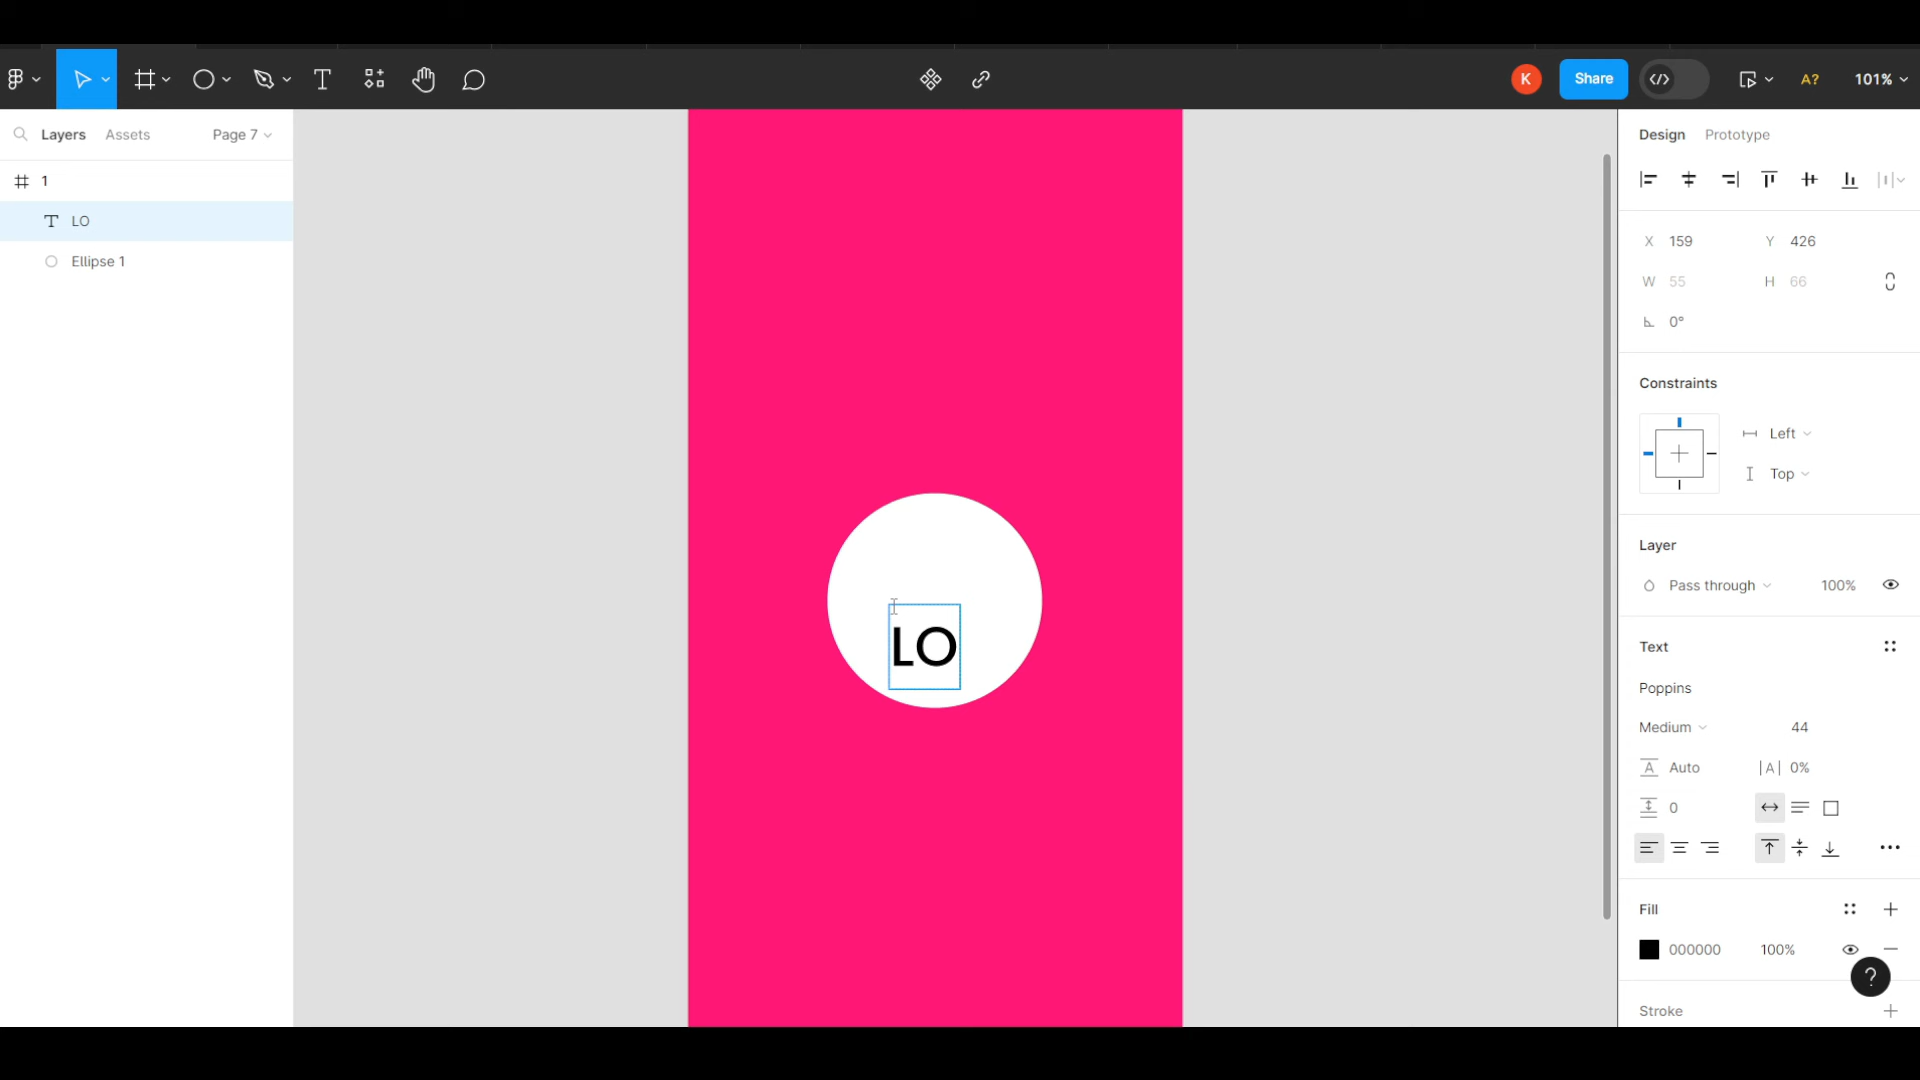 K
Share
A?
101%
Layers
Assets
Page 7
1
LO
Ellipse 1
LO
Design
Prototype
X 159
Y 426
W 55
H 66
0°
Constraints
Left
Top
Layer
Pass through
100%
Text
Poppins
Medium
44
A Auto
|A| 0%
0
Fill
000000
100%
?
Stroke